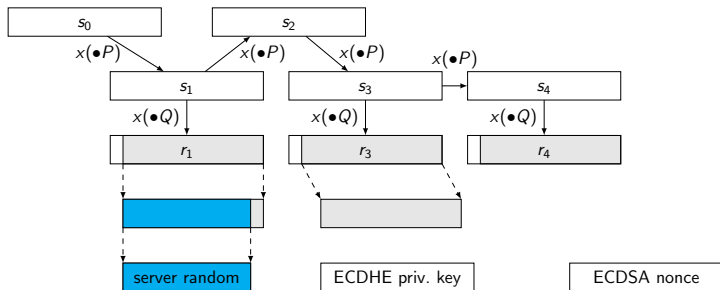 s0 s2
x(•P) x(•P) x(•P) x(•P)
s1 s3 s4
x(•Q) x(•Q) x(•Q)
r1 r3 r4
server random ECDHE priv. key ECDSA nonce